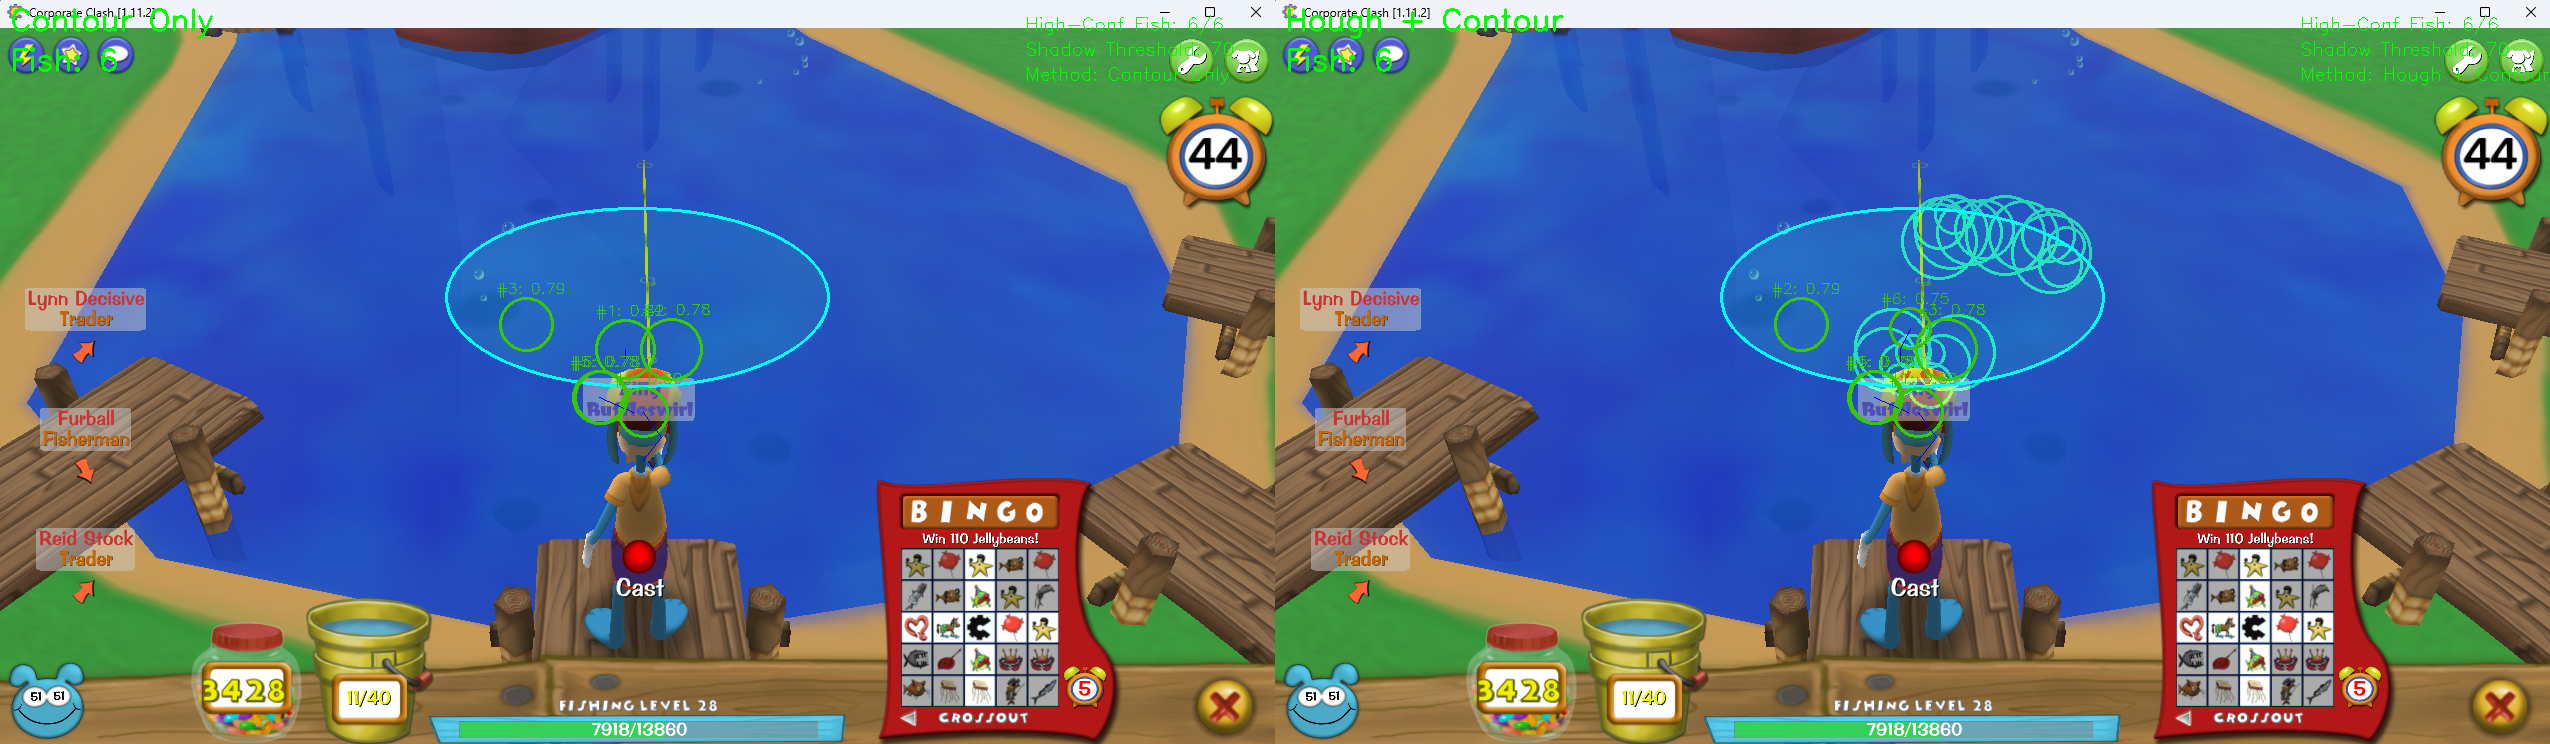 Corporate Clash [1.11.2]
Contour Only
Fish: 6
High-Conf Fish: 6/6
Shadow Threshold: 70
Method: Contour Only
44
#3: 0.79
#1: 0.82
0.78
Lynn Decisive
Trader
Furball
Fisherman
Reid Stock
Trader
Cast
BINGO
Win 110 Jellybeans!
5
CROSSOUT
51 51
3428
11/40
FISHING LEVEL 28
7918/13860
Corporate Clash [1.11.2]
Hough + Contour
Fish: 6
High-Conf Fish: 6/6
Shadow Threshold: 70
Method: Hough + Contour
44
#2: 0.79
#6: 0.75
#3: 0.78
Lynn Decisive
Trader
Furball
Fisherman
Reid Stock
Trader
Cast
BINGO
Win 110 Jellybeans!
5
CROSSOUT
51 51
3428
11/40
FISHING LEVEL 28
7918/13860